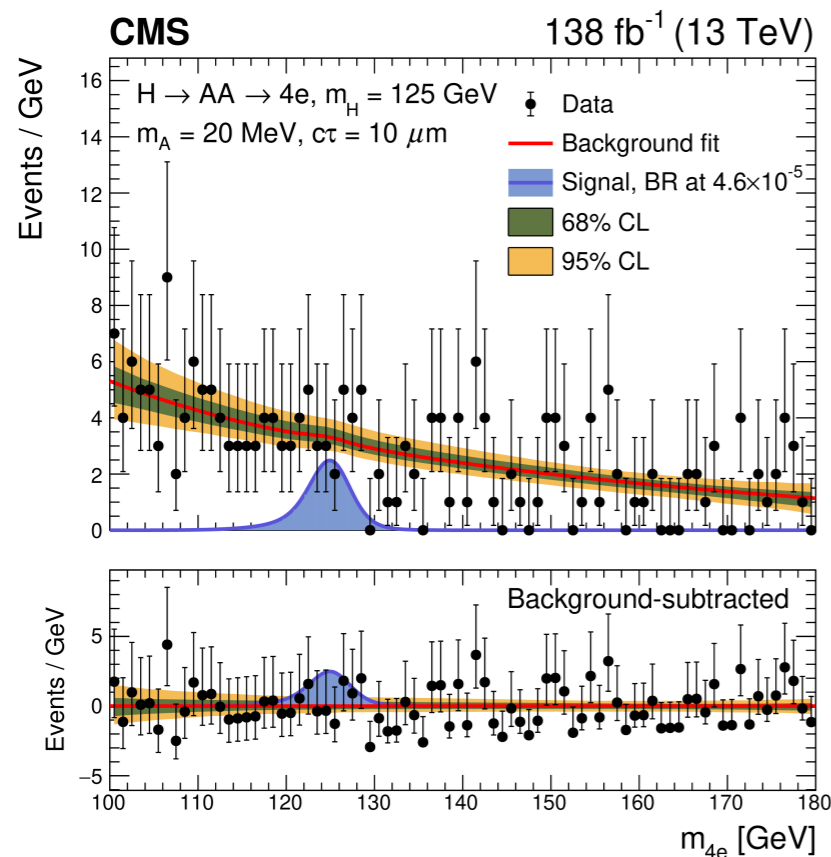 CMS 138 fb⁻¹ (13 TeV)
Events / GeV
16
14
12
10
8
6
4
2
0
H → AA → 4e, m_H = 125 GeV
m_A = 20 MeV, cτ = 10 μm
Data
Background fit
Signal, BR at 4.6×10⁻⁵
68% CL
95% CL
Events / GeV
5
0
−5
Background-subtracted
100 110 120 130 140 150 160 170 180
m_4e [GeV]